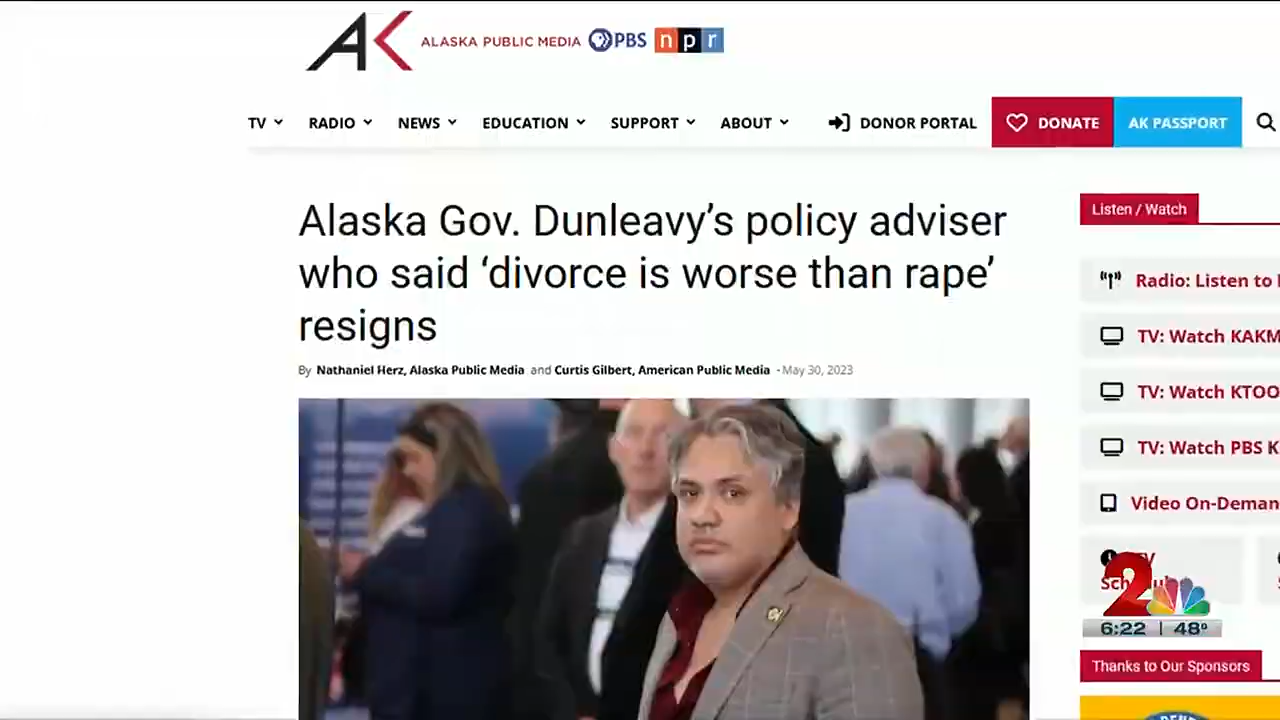 AK ALASKA PUBLIC MEDIA PBS npr
TV RADIO NEWS EDUCATION SUPPORT ABOUT DONOR PORTAL DONATE AK PASSPORT
Alaska Gov. Dunleavy’s policy adviser
who said ‘divorce is worse than rape’
resigns
By Nathaniel Herz, Alaska Public Media and Curtis Gilbert, American Public Media - May 30, 2023
Listen / Watch
Radio: Listen to
TV: Watch KAKM
TV: Watch KTOO
TV: Watch PBS K
Video On-Deman
2
6:22 | 48°
Thanks to Our Sponsors